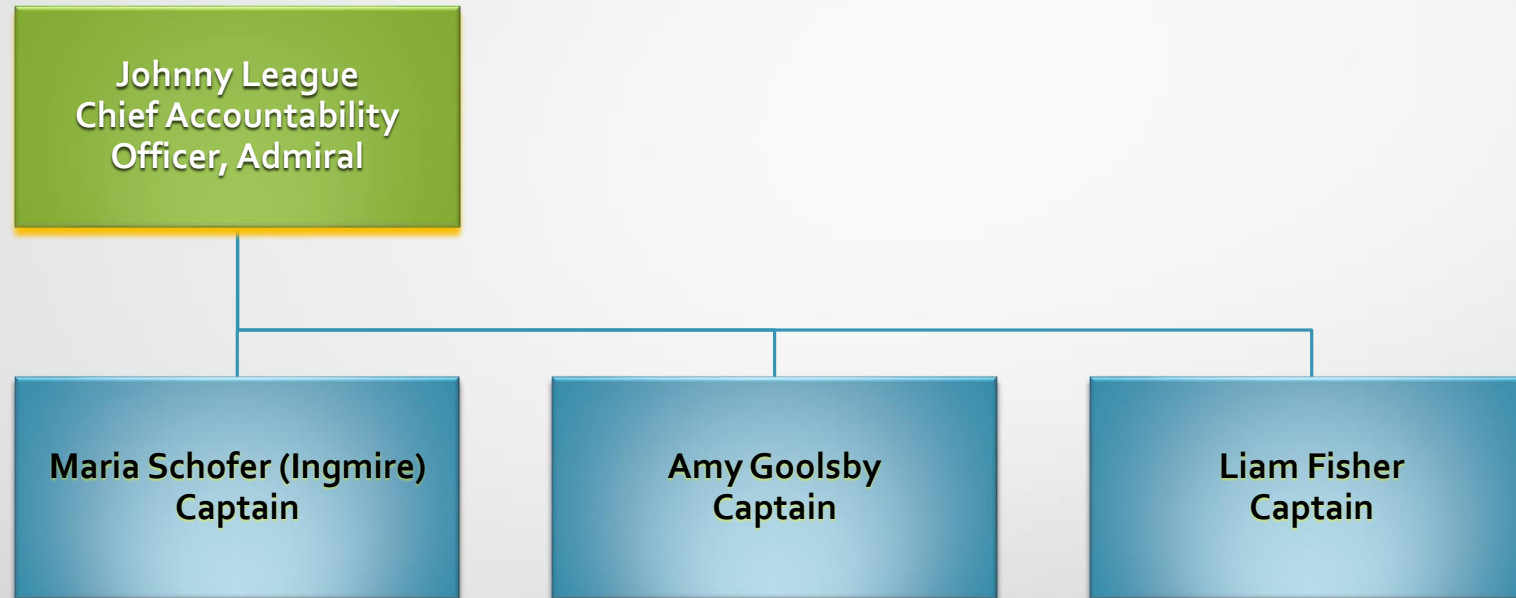 Johnny League
Chief Accountability
Officer, Admiral
Maria Schofer (Ingmire)
Captain
Amy Goolsby
Captain
Liam Fisher
Captain